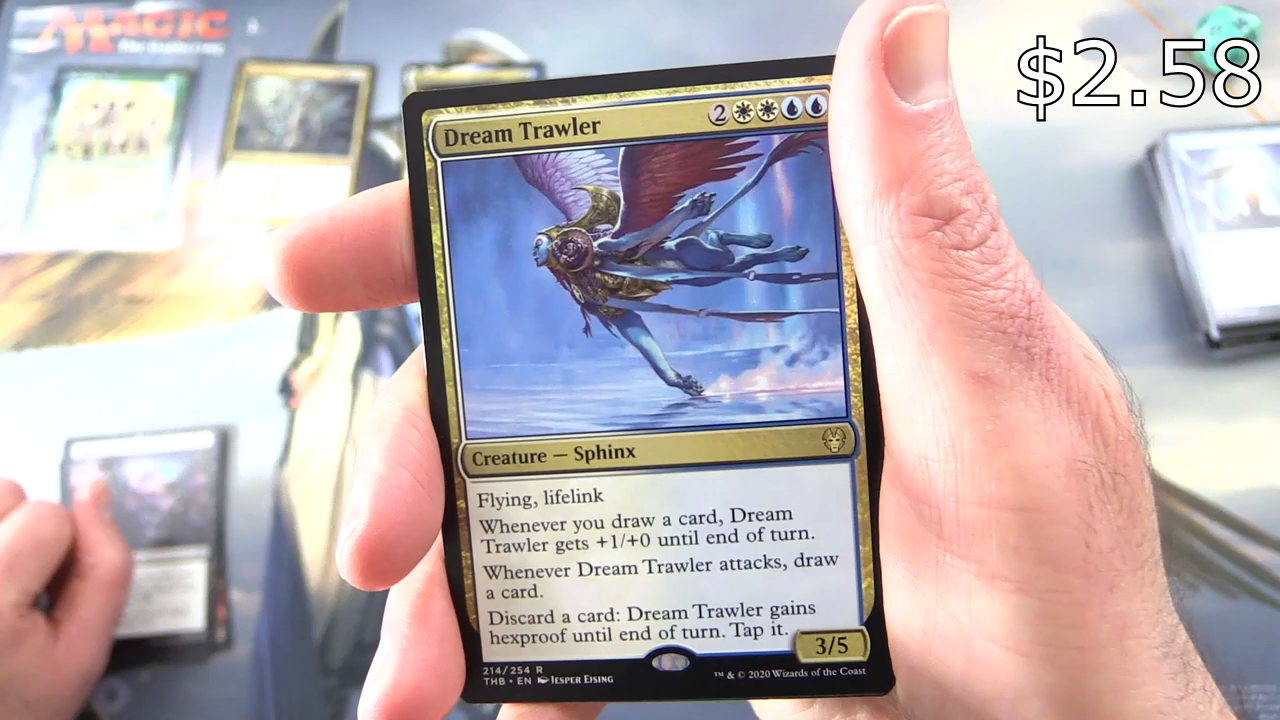 MAGIC
$2.58
Dream Trawler
2
Creature — Sphinx
Flying, lifelink
Whenever you draw a card, Dream
Trawler gets +1/+0 until end of turn.
Whenever Dream Trawler attacks, draw
a card.
Discard a card: Dream Trawler gains
hexproof until end of turn. Tap it.
3/5
214/254 R
THB • EN JESPER EJSING
™ & © 2020 Wizards of the Coast